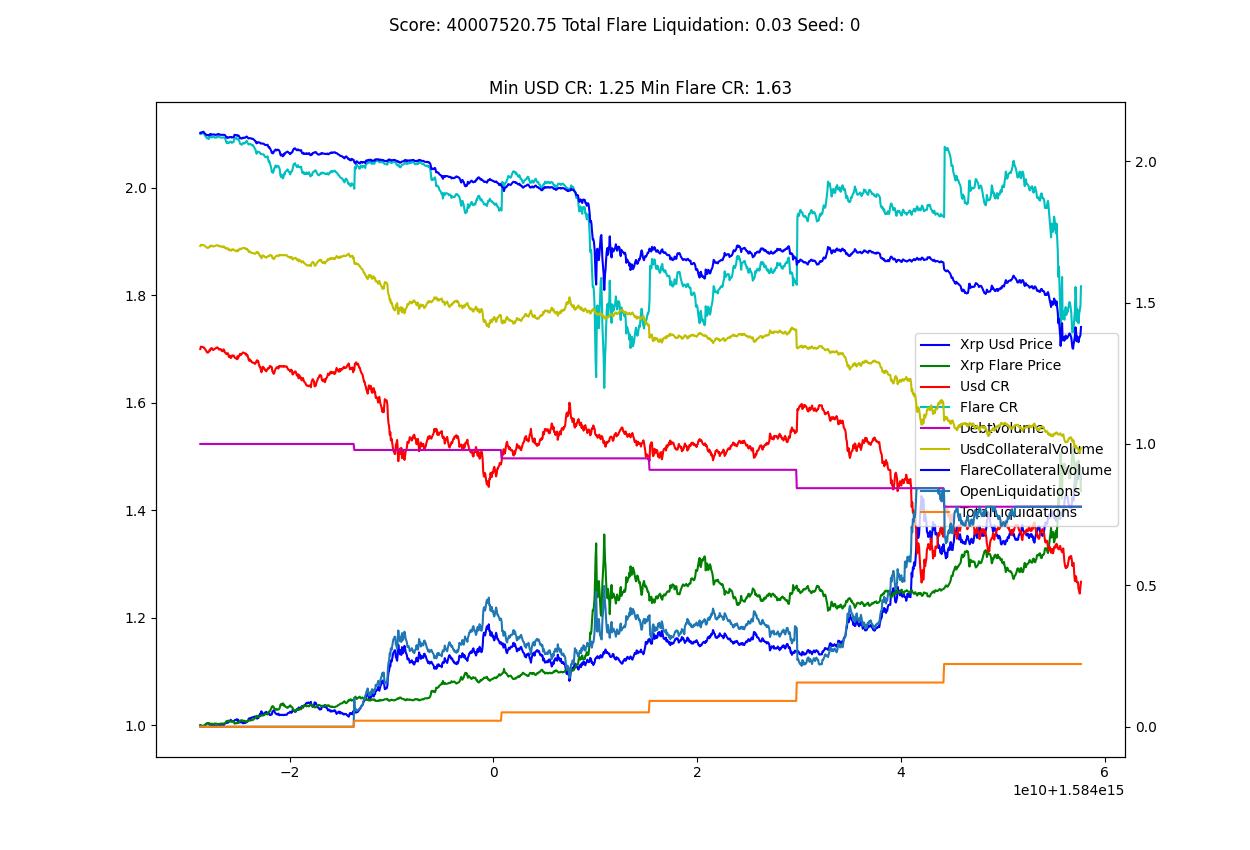 Score: 40007520.75 Total Flare Liquidation: 0.03 Seed: 0
Min USD CR: 1.25 Min Flare CR: 1.63
2.0
1.8
1.6
1.4
1.2
1.0
2.0
1.5
1.0
0.5
0.0
Xrp Usd Price
Xrp Flare Price
Usd CR
Flare CR
DebtVolume
UsdCollateralVolume
FlareCollateralVolume
OpenLiquidations
TotalLiquidations
−2
0
2
4
6
1e10+1.584e15